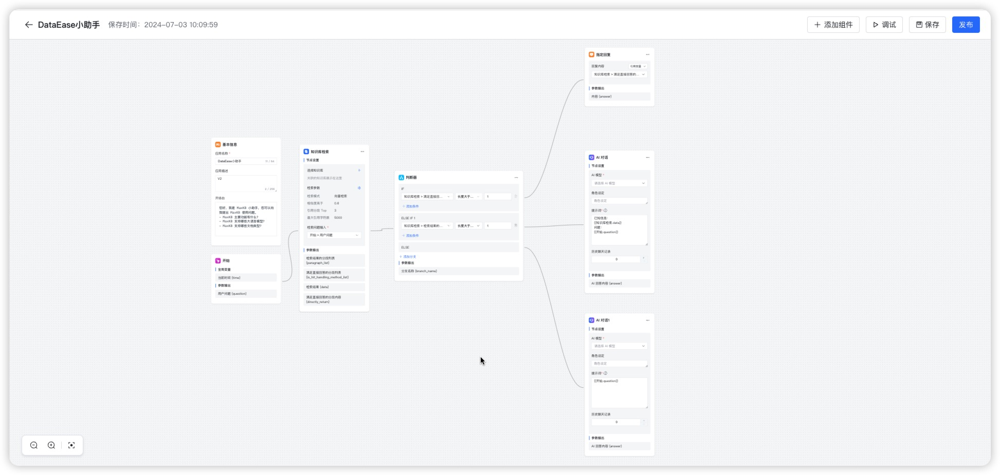 DataEase小助手
保存时间：2024-07-03 10:09:59
添加组件
调试
保存
发布
基本信息
应用名称 *
DataEase小助手
11 / 64
应用描述
V2
2 / 256
开场白
您好，我是 MaxKB 小助手，您可以向
我提出 MaxKB 使用问题。
- MaxKB 主要功能有什么？
- MaxKB 支持哪些大语言模型？
- MaxKB 支持哪些文档类型？
开始
全局变量
当前时间 {time}
参数输出
用户问题 {question}
知识库检索
节点设置
选择知识库
关联的知识库展示在这里
检索参数
检索模式 向量检索
相似度高于 0.6
引用分段 Top 3
最大引用字符数 5000
检索问题输入 *
开始 > 用户问题
参数输出
检索结果的分段列表
{paragraph_list}
满足直接回答的分段列表
{is_hit_handling_method_list}
检索结果 {data}
满足直接回答的分段内容
{directly_return}
判断器
IF
知识库检索 > 满足直接回... 长度大于... 1
+ 添加条件
ELSE IF 1
知识库检索 > 检索结果的... 长度大于... 1
+ 添加条件
ELSE
+ 添加分支
参数输出
分支名称 {branch_name}
指定回复
回复内容 引用变量
知识库检索 > 满足直接回答的...
参数输出
内容 {answer}
AI 对话
节点设置
AI 模型 *
请选择 AI 模型
角色设定
角色设定
提示词*
已知信息：
{{知识库检索.data}}
问题：
{{开始.question}}
历史聊天记录
0
参数输出
AI 回答内容 {answer}
AI 对话1
节点设置
AI 模型 *
请选择 AI 模型
角色设定
角色设定
提示词*
{{开始.question}}
历史聊天记录
0
参数输出
AI 回答内容 {answer}